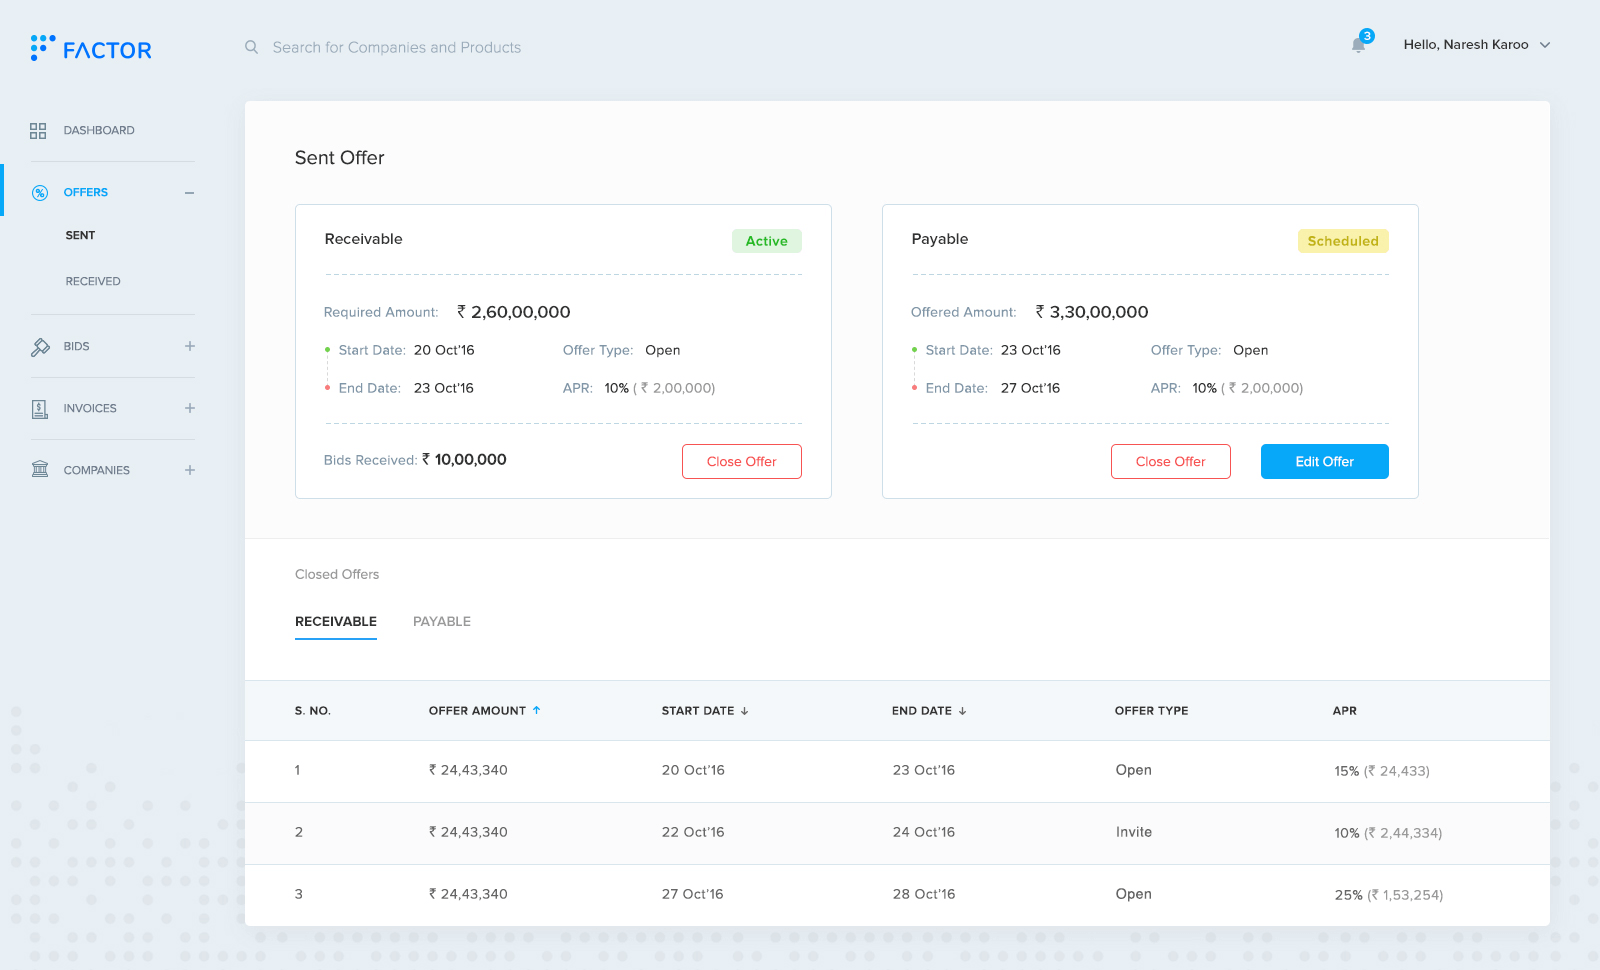 FACTOR
Search for Companies and Products
3
Hello, Naresh Karoo
DASHBOARD
OFFERS
SENT
RECEIVED
BIDS
INVOICES
COMPANIES
Sent Offer
Receivable
Active
Required Amount: ₹ 2,60,00,000
Start Date: 20 Oct'16 Offer Type: Open
End Date: 23 Oct'16 APR: 10% ( ₹ 2,00,000)
Bids Received: ₹ 10,00,000
Close Offer
Payable
Scheduled
Offered Amount: ₹ 3,30,00,000
Start Date: 23 Oct'16 Offer Type: Open
End Date: 27 Oct'16 APR: 10% ( ₹ 2,00,000)
Close Offer Edit Offer
Closed Offers
RECEIVABLE PAYABLE
S. NO. OFFER AMOUNT ↑ START DATE ↓ END DATE ↓ OFFER TYPE APR
1 ₹ 24,43,340 20 Oct'16 23 Oct'16 Open 15% (₹ 24,433)
2 ₹ 24,43,340 22 Oct'16 24 Oct'16 Invite 10% (₹ 2,44,334)
3 ₹ 24,43,340 27 Oct'16 28 Oct'16 Open 25% (₹ 1,53,254)